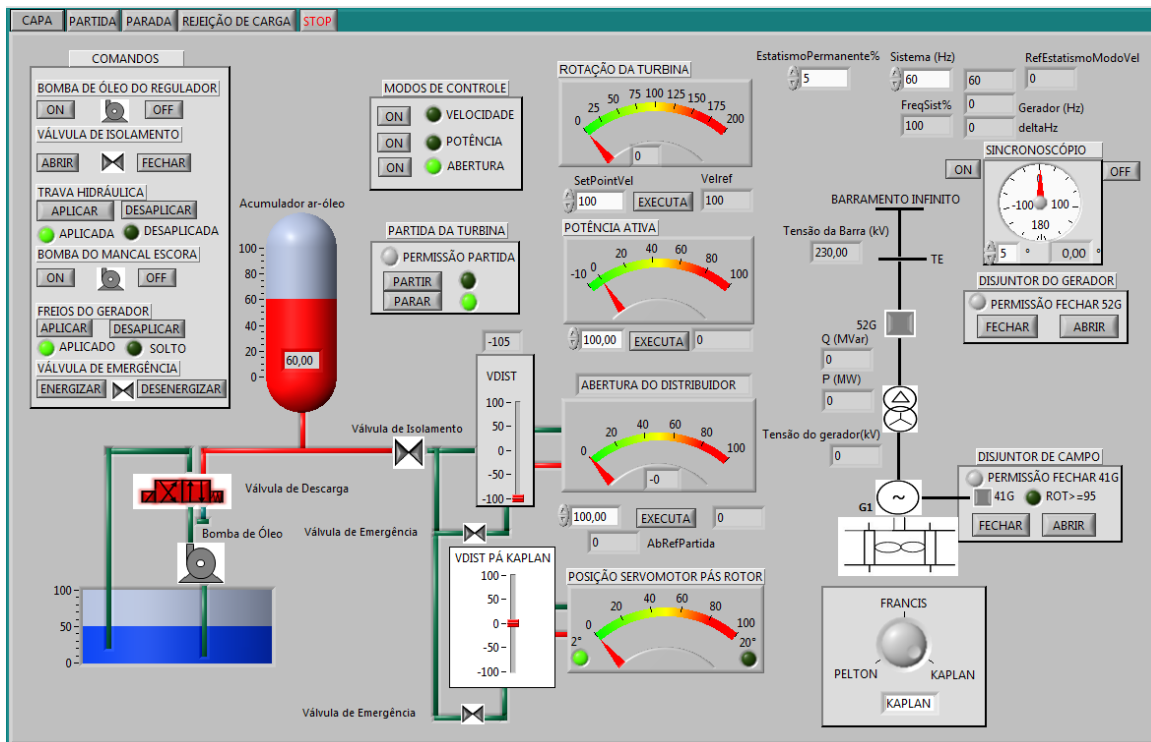 CAPA PARTIDA PARADA REJEIÇÃO DE CARGA STOP
COMANDOS
BOMBA DE ÓLEO DO REGULADOR
ON OFF
VÁLVULA DE ISOLAMENTO
ABRIR FECHAR
TRAVA HIDRÁULICA
APLICAR DESAPLICAR
APLICADA DESAPLICADA
BOMBA DO MANCAL ESCORA
ON OFF
FREIOS DO GERADOR
APLICAR DESAPLICAR
APLICADO SOLTO
VÁLVULA DE EMERGÊNCIA
ENERGIZAR DESENERGIZAR
Acumulador ar-óleo
100
80
60
40
20
0
60,00
MODOS DE CONTROLE
ON VELOCIDADE
ON POTÊNCIA
ON ABERTURA
PARTIDA DA TURBINA
PERMISSÃO PARTIDA
PARTIR
PARAR
-105
VDIST
100
50
0
-50
-100
Válvula de Isolamento
Válvula de Descarga
Bomba de Óleo
Válvula de Emergência
100
50
0
VDIST PÁ KAPLAN
100
50
0
-50
-100
Válvula de Emergência
ROTAÇÃO DA TURBINA
0 25 50 75 100 125 150 175 200
0
SetPointVel Velref
100 EXECUTA 100
POTÊNCIA ATIVA
-10 0 20 40 60 80 100
100,00 EXECUTA 0
ABERTURA DO DISTRIBUIDOR
0 20 40 60 80 100
-0
100,00 EXECUTA 0
0 AbRefPartida
POSIÇÃO SERVOMOTOR PÁS ROTOR
0 20 40 60 80 100
2° 20°
EstatismoPermanente% Sistema (Hz) RefEstatismoModoVel
5 60 60 0
FreqSist% 0 Gerador (Hz)
100 0 deltaHz
SINCRONOSCÓPIO
ON OFF
0
-100 100
180
5 ° 0,00 °
BARRAMENTO INFINITO
Tensão da Barra (kV)
230,00
TE
DISJUNTOR DO GERADOR
PERMISSÃO FECHAR 52G
FECHAR ABRIR
52G
Q (MVar)
0
P (MW)
0
Tensão do gerador(kV)
0
G1 ~
DISJUNTOR DE CAMPO
PERMISSÃO FECHAR 41G
41G ROT>=95
FECHAR ABRIR
FRANCIS
PELTON KAPLAN
KAPLAN